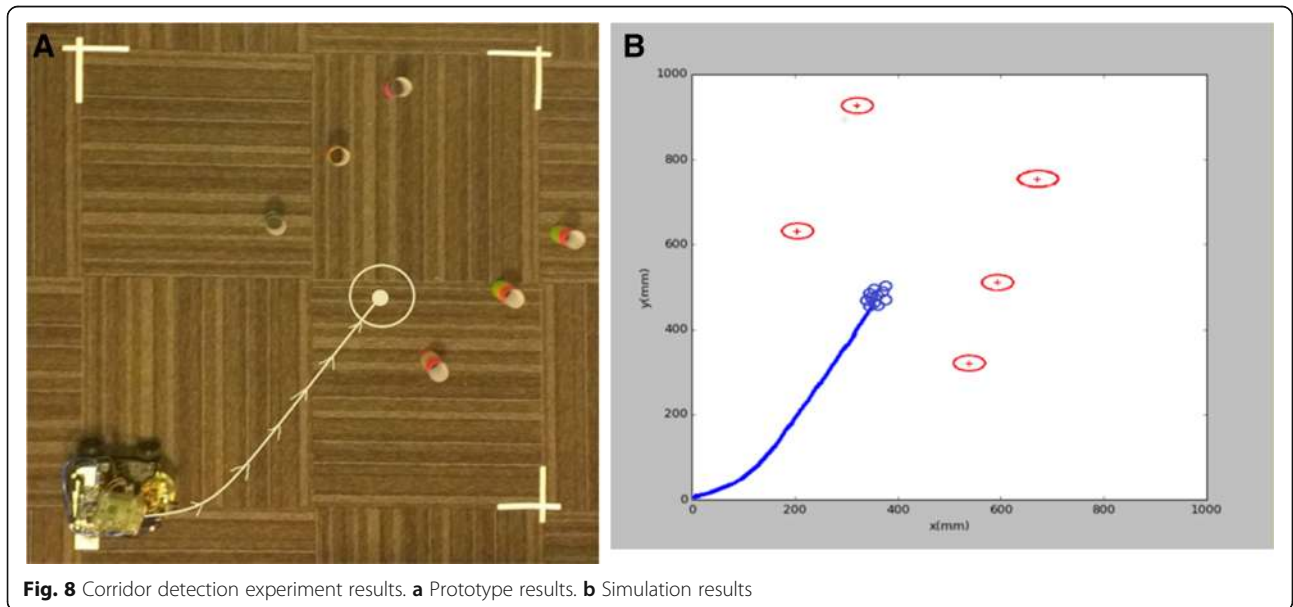 A
B
1000
800
600
400
200
0
y(mm)
0 200 400 600 800 1000
x(mm)
Fig. 8 Corridor detection experiment results. a Prototype results. b Simulation results